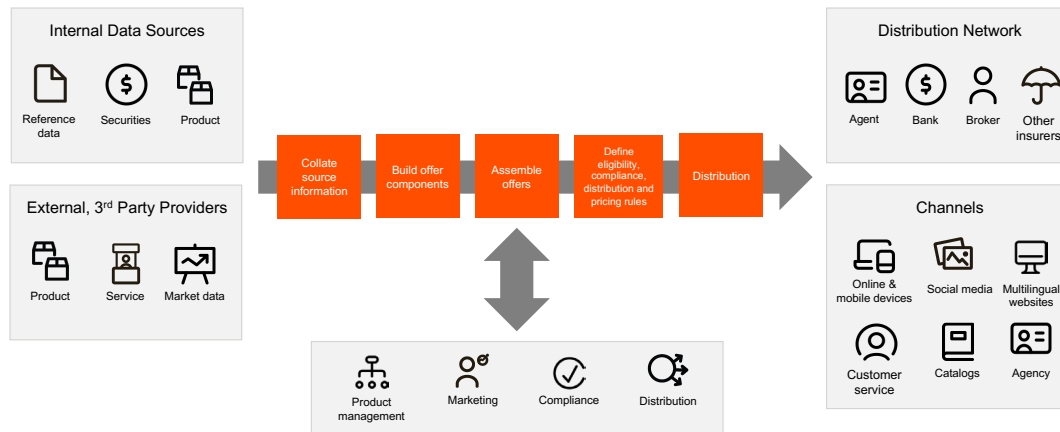 Internal Data Sources
Reference
data
Securities
Product
External, 3rd Party Providers
Product
Service
Market data
Collate
source
information
Build offer
components
Assemble
offers
Define
eligibility,
compliance,
distribution and
pricing rules
Distribution
Product
management
Marketing
Compliance
Distribution
Distribution Network
Agent
Bank
Broker
Other
insurers
Channels
Online &
mobile devices
Social media
Multilingual
websites
Customer
service
Catalogs
Agency